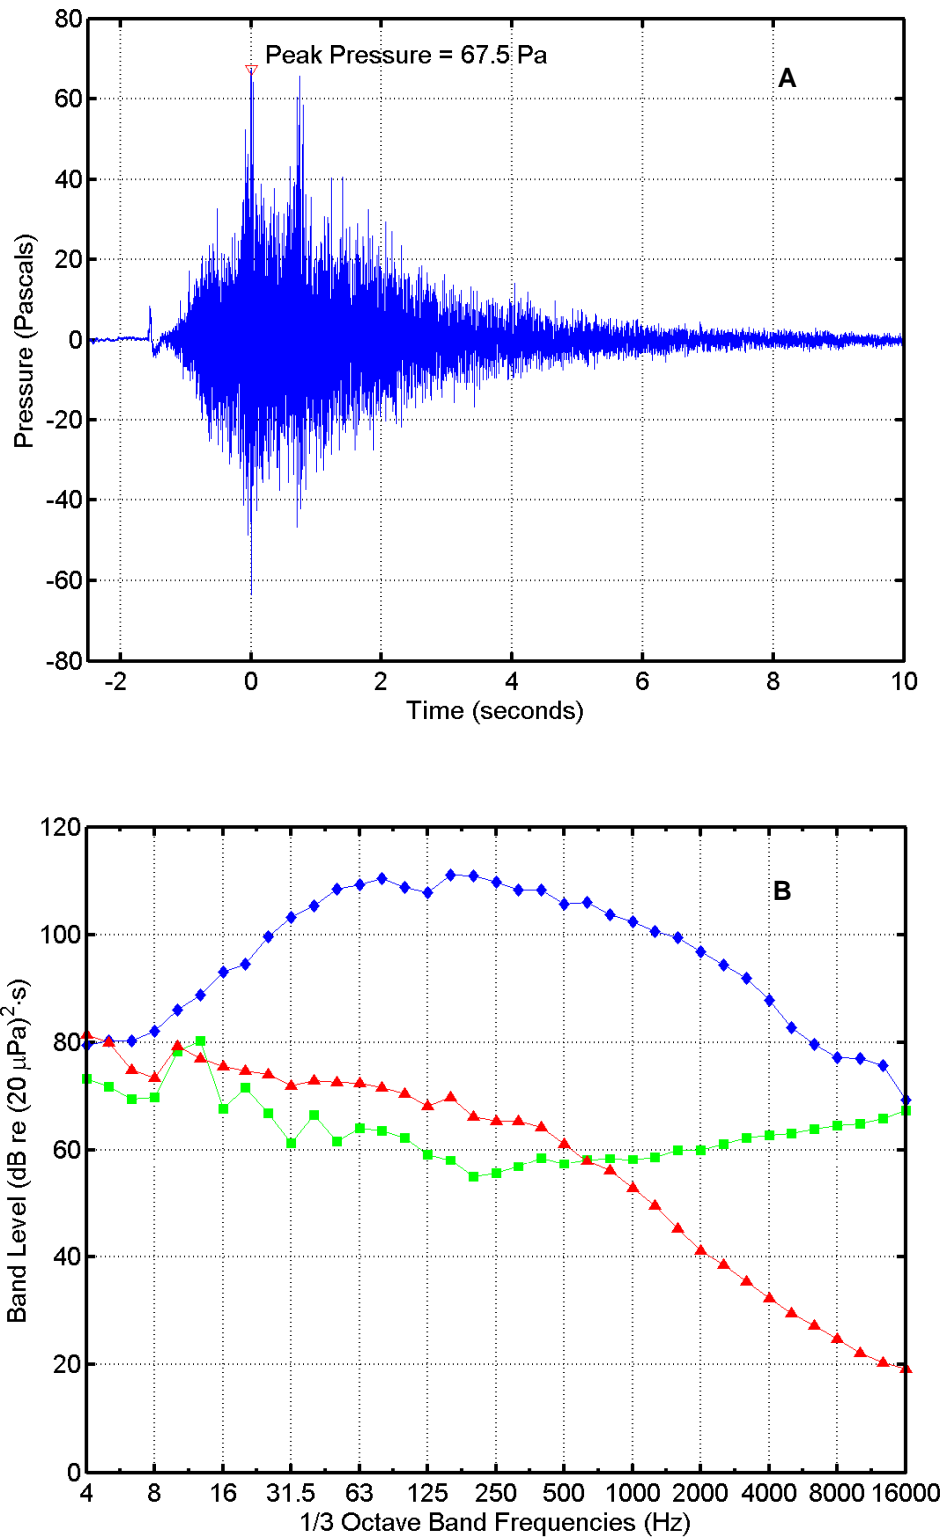 80
60
40
20
0
-20
-40
-60
-80
Pressure (Pascals)
Peak Pressure = 67.5 Pa
A
-2 0 2 4 6 8 10
Time (seconds)
120
100
80
60
40
20
0
Band Level (dB re (20 μPa)²·s)
B
4 8 16 31.5 63 125 250 500 1000 2000 4000 8000 16000
1/3 Octave Band Frequencies (Hz)